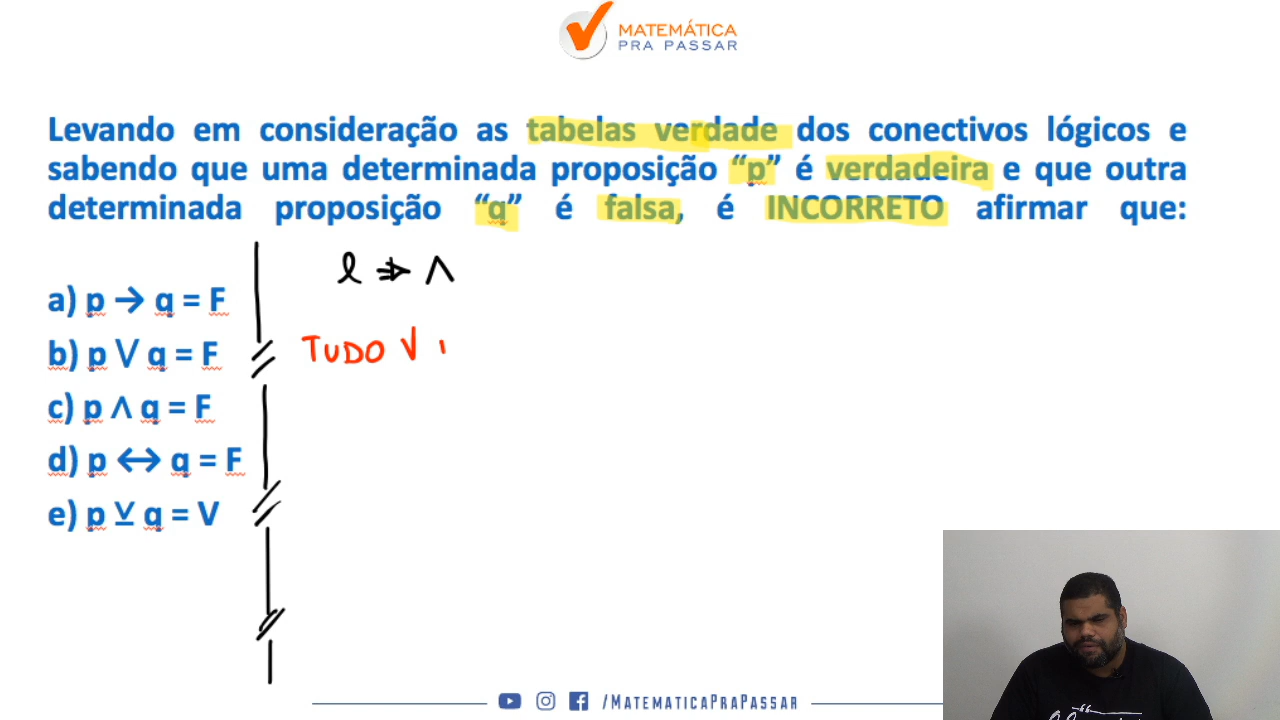 MATEMÁTICA
PRA PASSAR
Levando em consideração as tabelas verdade dos conectivos lógicos e
sabendo que uma determinada proposição “p” é verdadeira e que outra
determinada proposição “q” é falsa, é INCORRETO afirmar que:
a) p → q = F
b) p ∨ q = F
c) p ∧ q = F
d) p ↔ q = F
e) p ⊻ q = V
l ⇒ ∧
TUDO V
/MatematicaPraPassar